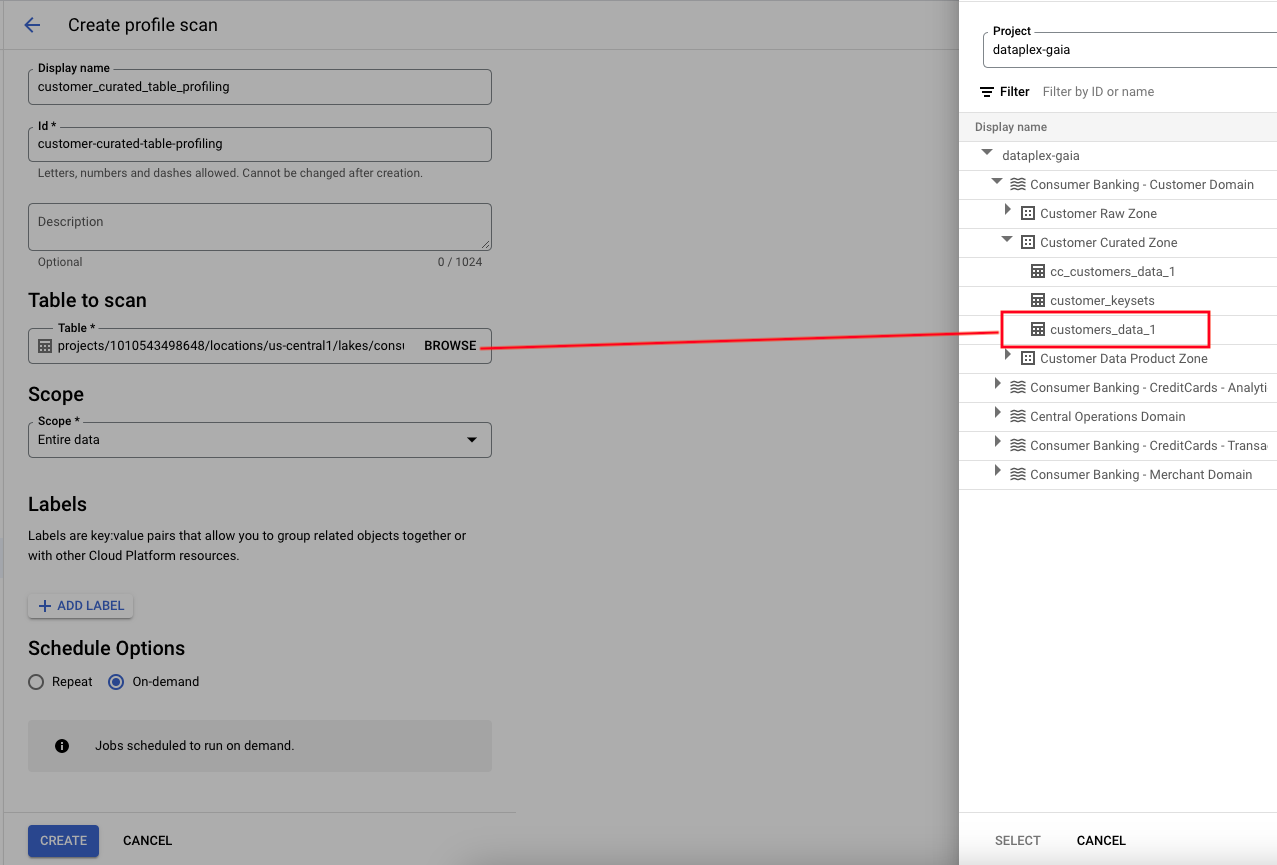 Create profile scan
Display name
customer_curated_table_profiling
Id *
customer-curated-table-profiling
Letters, numbers and dashes allowed. Cannot be changed after creation.
Description
Optional
0 / 1024
Table to scan
Table *
projects/1010543498648/locations/us-central1/lakes/consu
BROWSE
Scope
Scope *
Entire data
Labels
Labels are key:value pairs that allow you to group related objects together or
with other Cloud Platform resources.
ADD LABEL
Schedule Options
Repeat
On-demand
Jobs scheduled to run on demand.
CREATE
CANCEL
Project
dataplex-gaia
Filter
Filter by ID or name
Display name
dataplex-gaia
Consumer Banking - Customer Domain
Customer Raw Zone
Customer Curated Zone
cc_customers_data_1
customer_keysets
customers_data_1
Customer Data Product Zone
Consumer Banking - CreditCards - Analyti
Central Operations Domain
Consumer Banking - CreditCards - Transa
Consumer Banking - Merchant Domain
SELECT
CANCEL